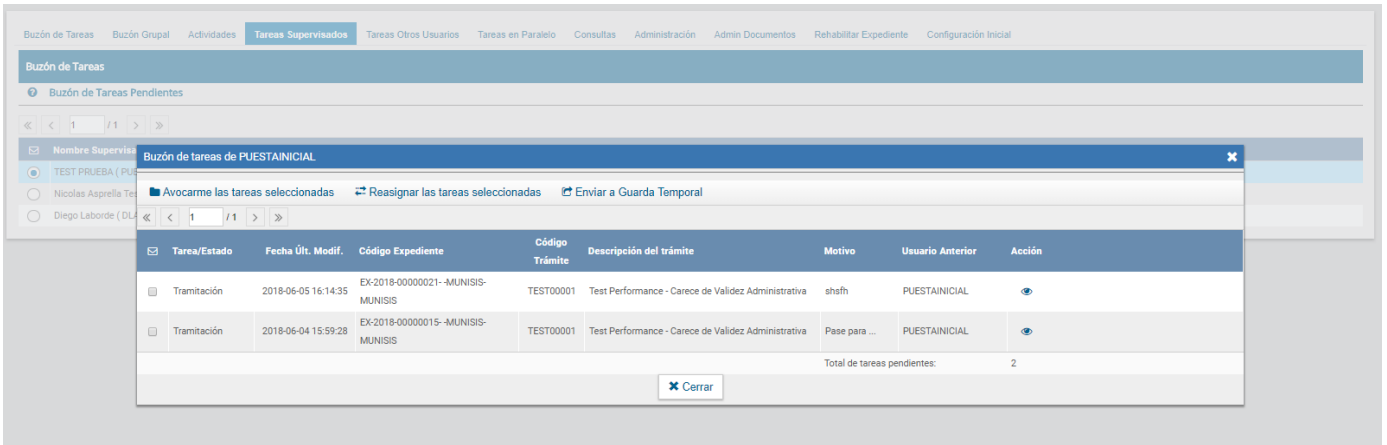 Buzón de Tareas Buzón Grupal Actividades Tareas Supervisados Tareas Otros Usuarios Tareas en Paralelo Consultas Administración Admin Documentos Rehabilitar Expediente Configuración Inicial
Buzón de Tareas
Buzón de Tareas Pendientes
1 / 1
Nombre Supervisa
TEST PRUEBA ( PUE
Nicolas Asprella Te
Diego Laborde ( DLA
Buzón de tareas de PUESTAINICIAL
Avocarme las tareas seleccionadas Reasignar las tareas seleccionadas Enviar a Guarda Temporal
1 / 1
Tarea/Estado Fecha Últ. Modif. Código Expediente Código Trámite Descripción del trámite Motivo Usuario Anterior Acción
Tramitación 2018-06-05 16:14:35 EX-2018-00000021- -MUNISIS-MUNISIS TEST00001 Test Performance - Carece de Validez Administrativa shsfh PUESTAINICIAL
Tramitación 2018-06-04 15:59:28 EX-2018-00000015- -MUNISIS-MUNISIS TEST00001 Test Performance - Carece de Validez Administrativa Pase para ... PUESTAINICIAL
Total de tareas pendientes: 2
Cerrar